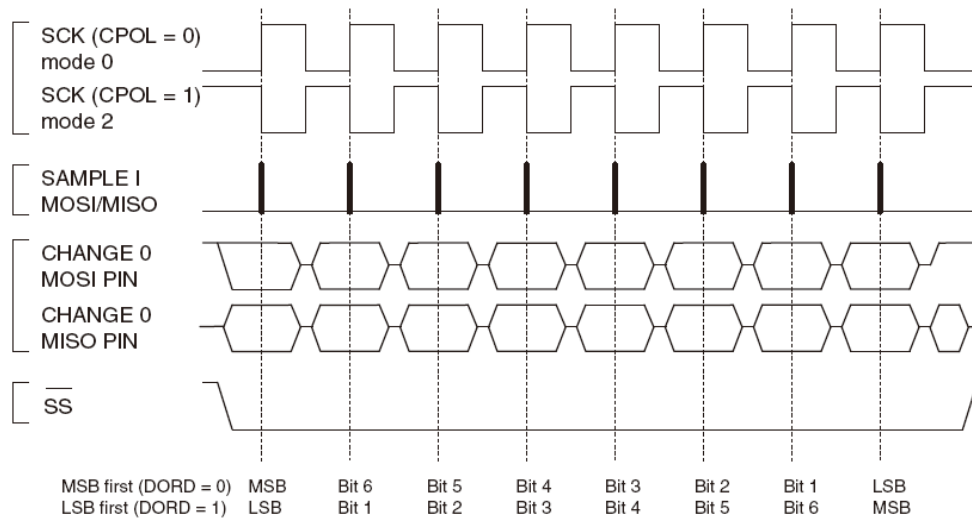 SCK (CPOL = 0)
mode 0
SCK (CPOL = 1)
mode 2
SAMPLE I
MOSI/MISO
CHANGE 0
MOSI PIN
CHANGE 0
MISO PIN
SS
MSB first (DORD = 0) MSB Bit 6 Bit 5 Bit 4 Bit 3 Bit 2 Bit 1 LSB
LSB first (DORD = 1) LSB Bit 1 Bit 2 Bit 3 Bit 4 Bit 5 Bit 6 MSB